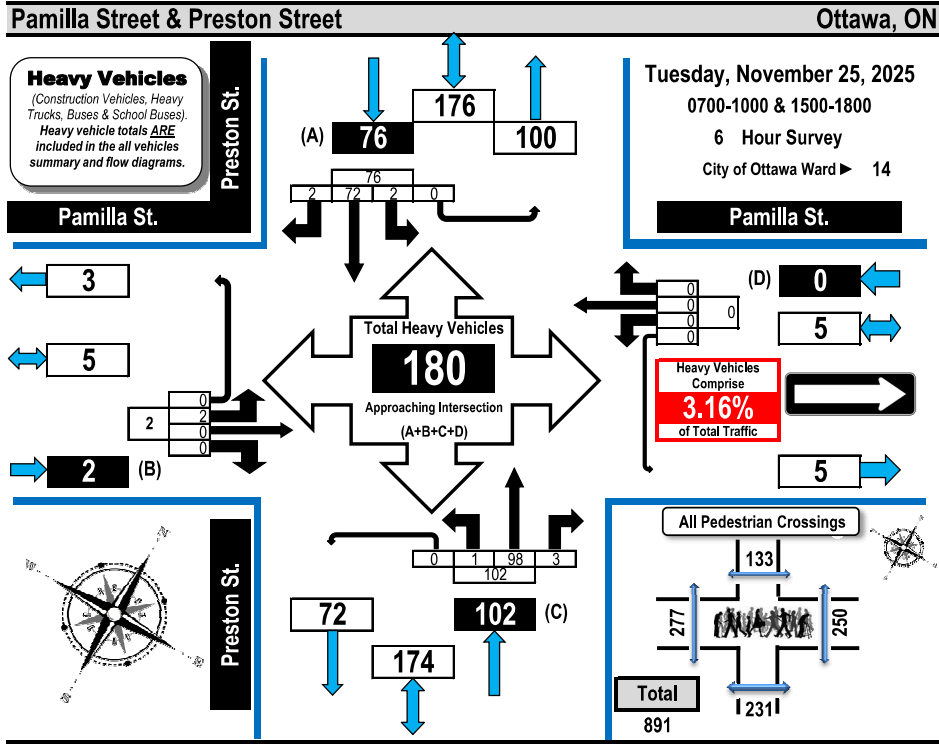 Pamilla Street & Preston Street
Ottawa, ON
Heavy Vehicles
(Construction Vehicles, Heavy
Trucks, Buses & School Buses).
Heavy vehicle totals ARE
included in the all vehicles
summary and flow diagrams.
Preston St.
Pamilla St.
176
(A)
76
100
76
2
72
2
0
Tuesday, November 25, 2025
0700-1000 & 1500-1800
6 Hour Survey
City of Ottawa Ward ► 14
Pamilla St.
3
5
0
2
2
0
0
2
(B)
Total Heavy Vehicles
180
Approaching Intersection
(A+B+C+D)
0
0
0
0
0
(D)
0
5
Heavy Vehicles
Comprise
3.16%
of Total Traffic
5
0
1
98
3
102
72
102
(C)
174
Preston St.
All Pedestrian Crossings
133
277
250
231
Total
891